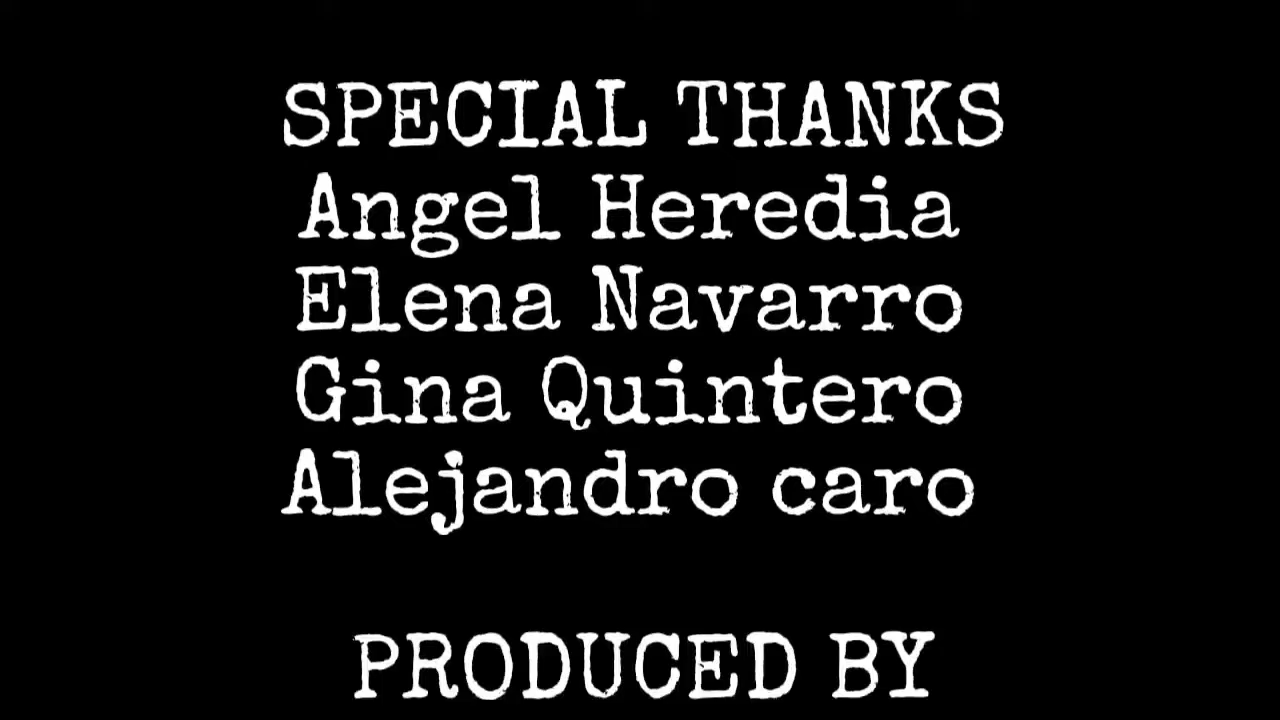 SPECIAL THANKS
Angel Heredia
Elena Navarro
Gina Quintero
Alejandro caro
PRODUCED BY